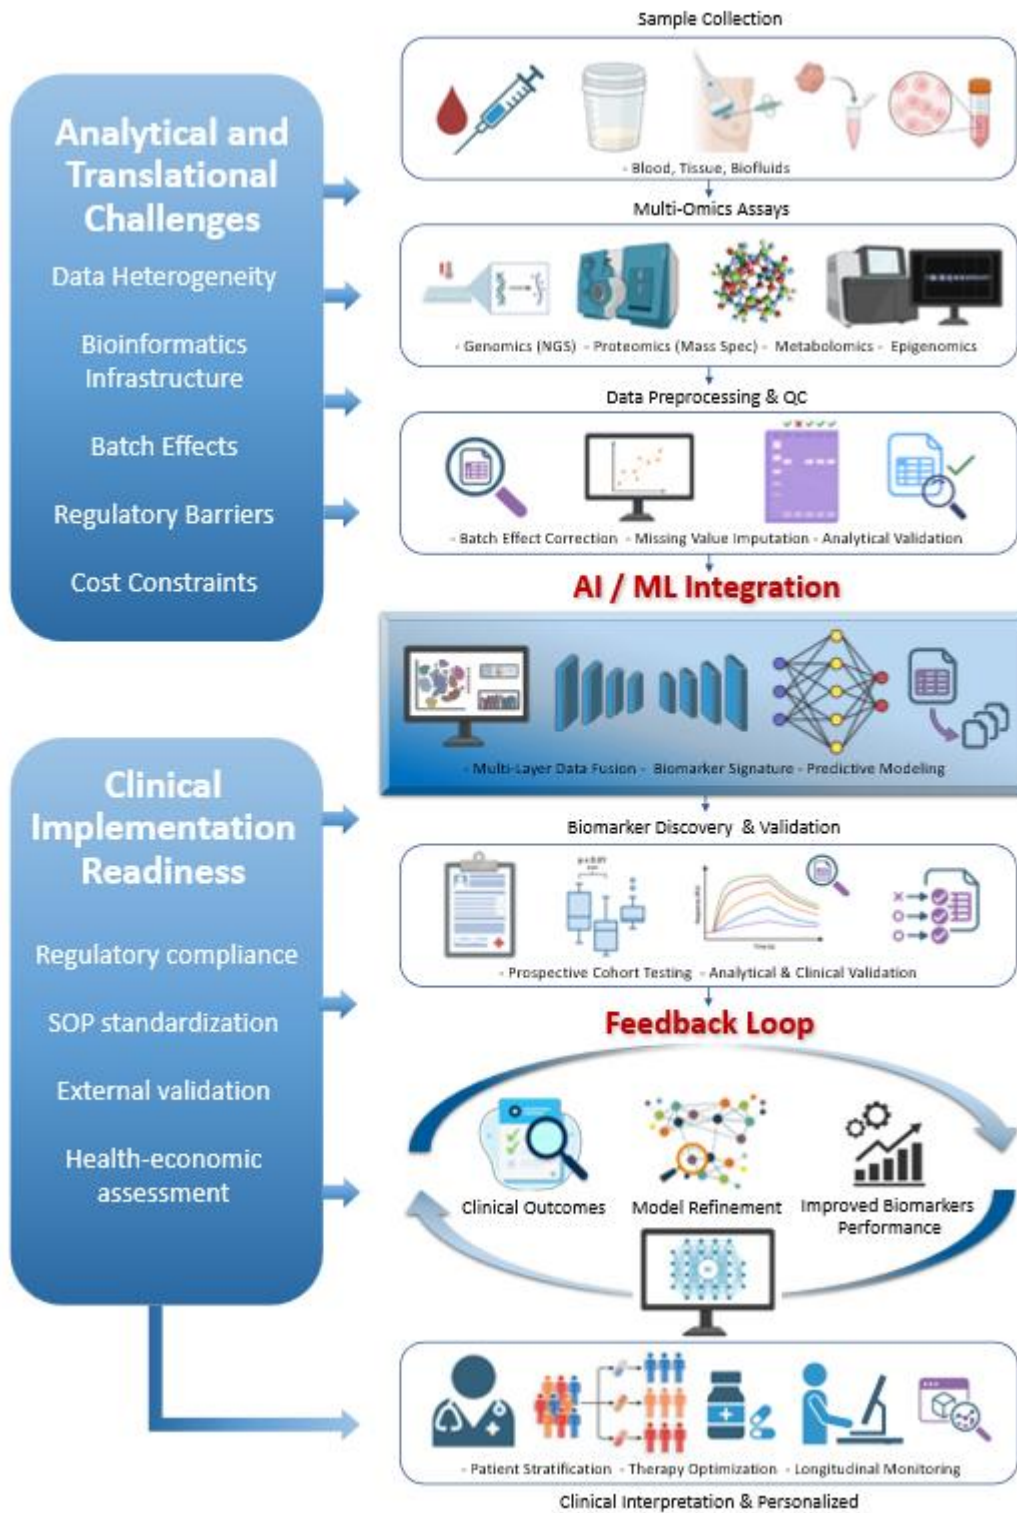 Sample Collection
- Blood, Tissue, Biofluids
Analytical and
Translational
Challenges
Data Heterogeneity
Bioinformatics
Infrastructure
Batch Effects
Regulatory Barriers
Cost Constraints
Multi-Omics Assays
- Genomics (NGS) - Proteomics (Mass Spec) - Metabolomics - Epigenomics
Data Preprocessing & QC
- Batch Effect Correction - Missing Value Imputation - Analytical Validation
AI / ML Integration
- Multi-Layer Data Fusion - Biomarker Signature - Predictive Modeling
Clinical
Implementation
Readiness
Regulatory compliance
SOP standardization
External validation
Health-economic
assessment
Biomarker Discovery & Validation
- Prospective Cohort Testing - Analytical & Clinical Validation
Feedback Loop
Clinical Outcomes
Model Refinement
Improved Biomarkers
Performance
- Patient Stratification - Therapy Optimization - Longitudinal Monitoring
Clinical Interpretation & Personalized